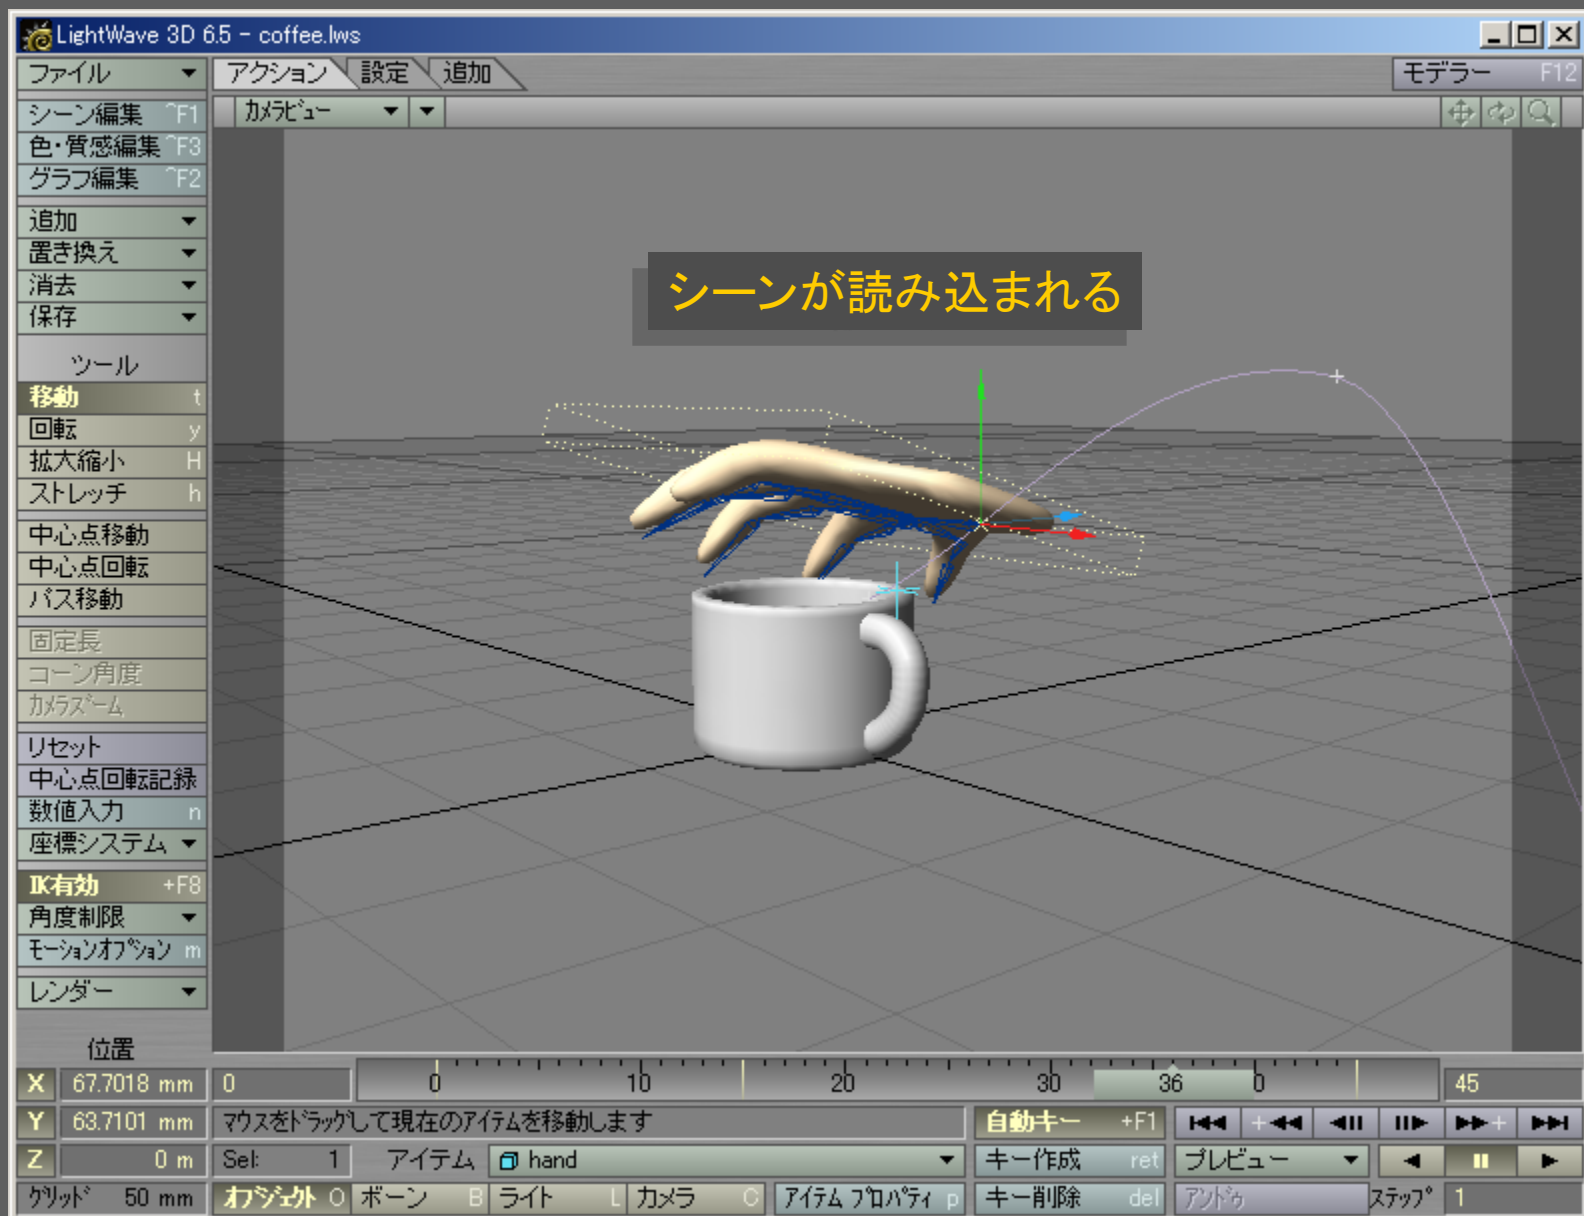 LightWave 3D 6.5 - coffee.lws
ファイル
アクション 設定 追加
モデラー F12
シーン編集 ^F1
色・質感編集 ^F3
グラフ編集 ^F2
カメラビュー
追加
置き換え
消去
保存
ツール
移動 t
回転 y
拡大縮小 H
ストレッチ h
中心点移動
中心点回転
パス移動
固定長
コーン角度
カメラズーム
リセット
中心点回転記録
数値入力 n
座標システム
IK有効 +F8
角度制限
モーションオプション m
レンダー
シーンが読み込まれる
位置
X 67.7018 mm 0 0 10 20 30 36 0 45
Y 63.7101 mm マウスをドラッグして現在のアイテムを移動します 自動キー +F1
Z 0 m Sel: 1 アイテム hand キー作成 ret プレビュー
グリッド 50 mm オブジェクト O ボーン B ライト L カメラ C アイテム プロパティ p キー削除 del アンドゥ ステップ 1